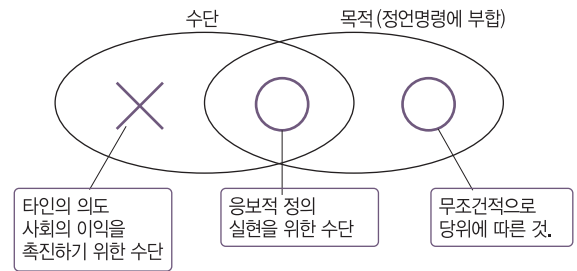 수단
목적(정언명령에 부합)
타인의 의도
사회의 이익을
촉진하기 위한 수단
응보적 정의
실현을 위한 수단
무조건적으로
당위에 따른 것.